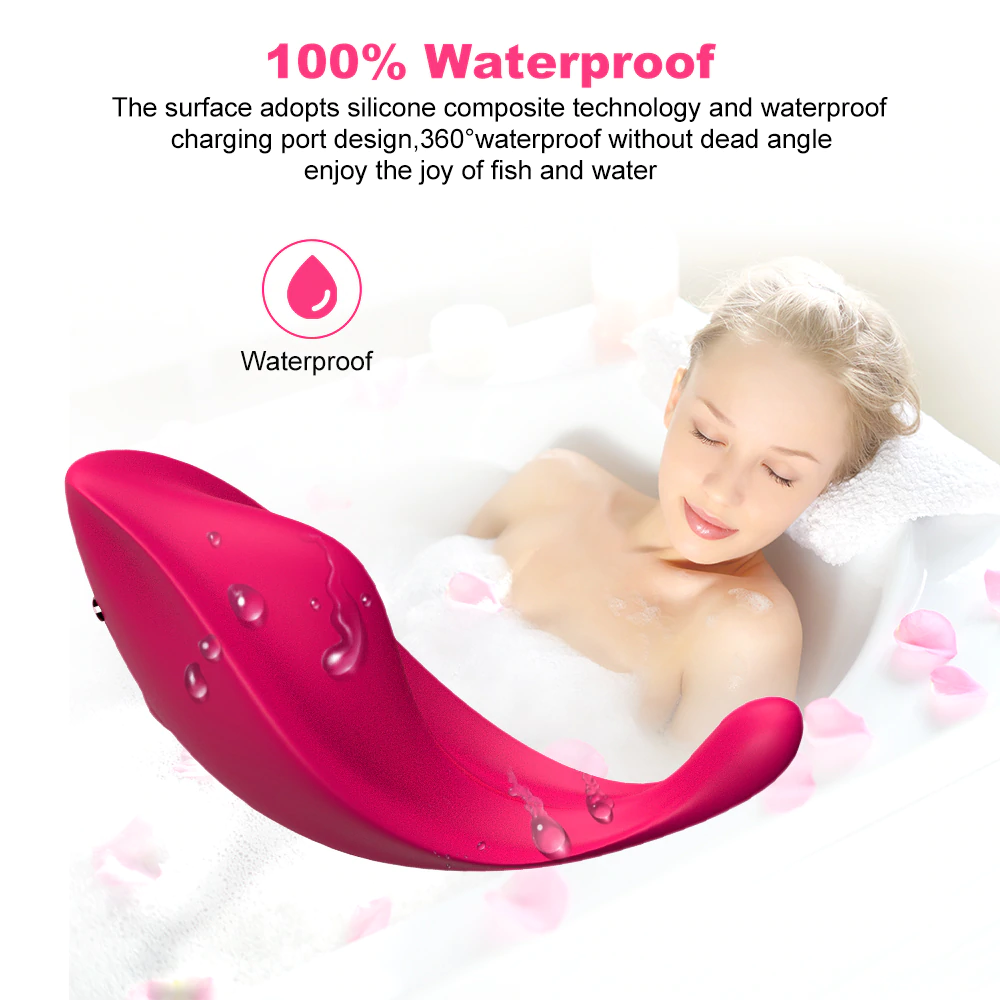 100% Waterproof
The surface adopts silicone composite technology and waterproof
charging port design,360°waterproof without dead angle
enjoy the joy of fish and water
Waterproof